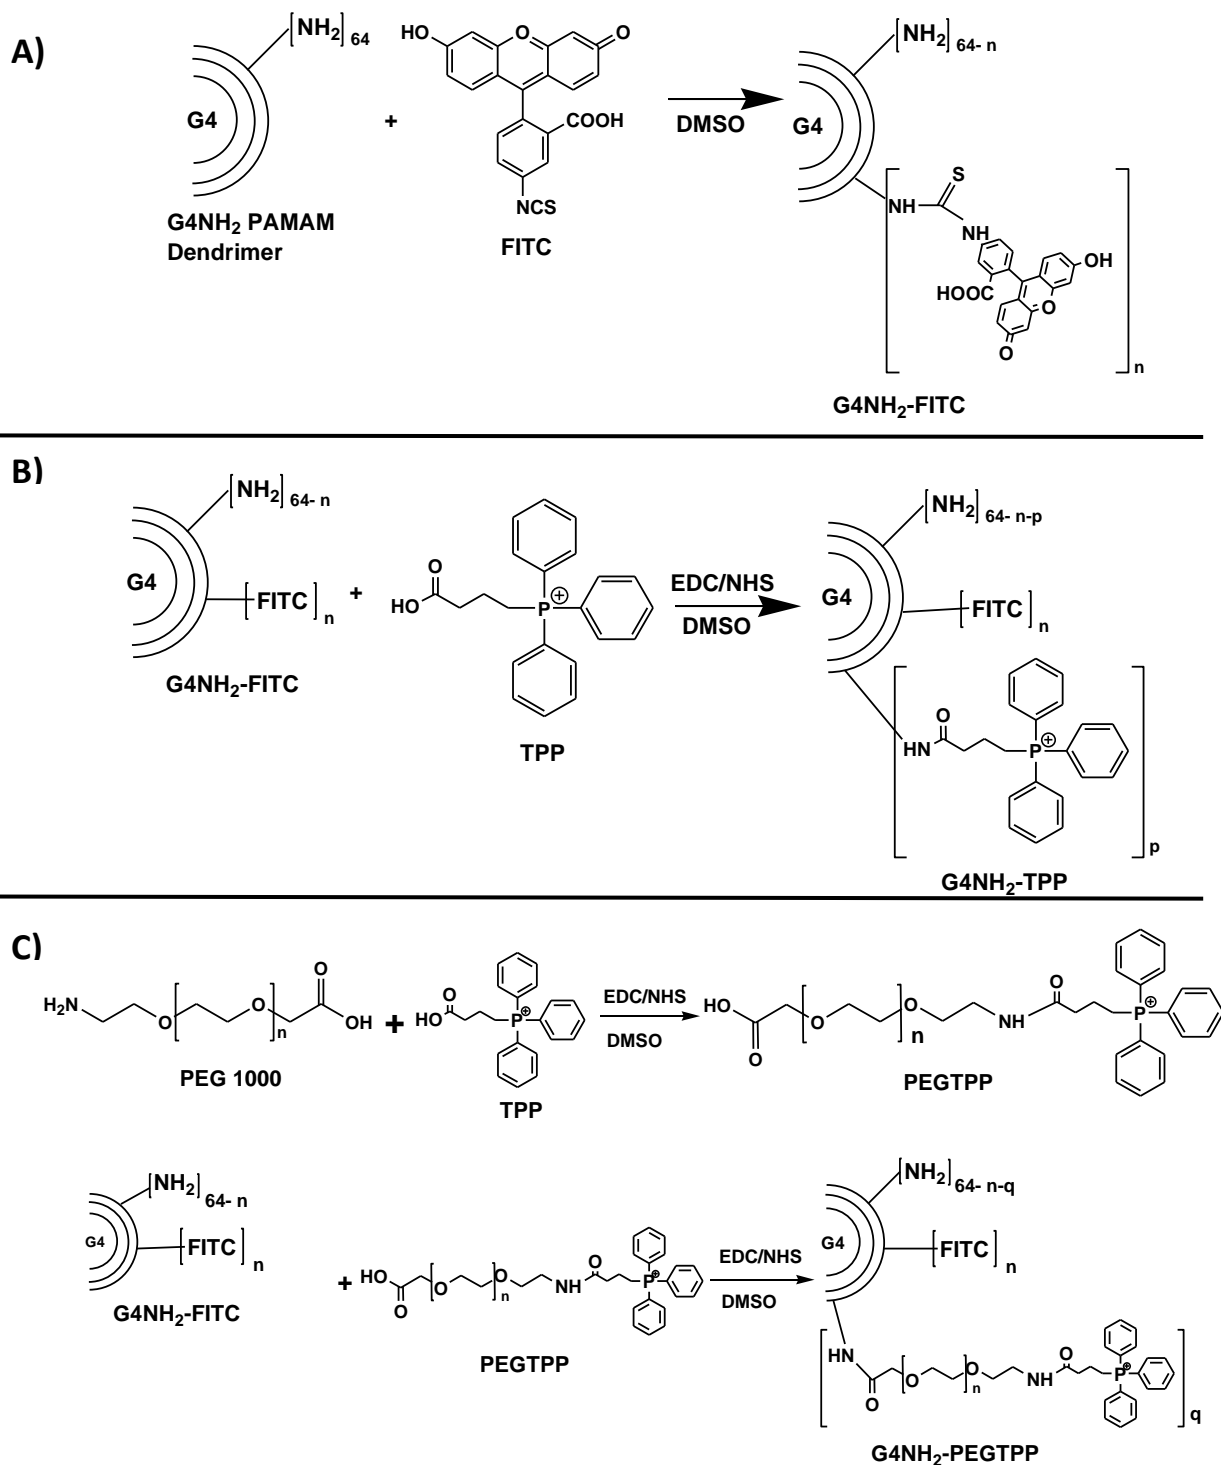 A)
[NH2]64
G4
G4NH2 PAMAM
Dendrimer
+
HO
O
O
COOH
NCS
FITC
DMSO
[NH2]64- n
G4
NH
S
NH
HOOC
OH
O
O
n
G4NH2-FITC
B)
[NH2]64- n
G4
[FITC]n
G4NH2-FITC
+
O
HO
P
+
TPP
EDC/NHS
DMSO
[NH2]64- n-p
G4
[FITC]n
O
HN
P
+
p
G4NH2-TPP
C)
H2N
O
O
n
O
OH
PEG 1000
+
O
HO
P
+
TPP
EDC/NHS
DMSO
HO
O
O
O
n
NH
O
P
+
PEGTPP
[NH2]64- n
G4
[FITC]n
G4NH2-FITC
+
HO
O
O
O
n
NH
O
P
+
PEGTPP
EDC/NHS
DMSO
[NH2]64- n-q
G4
[FITC]n
HN
O
O
O
n
NH
O
P
+
q
G4NH2-PEGTPP